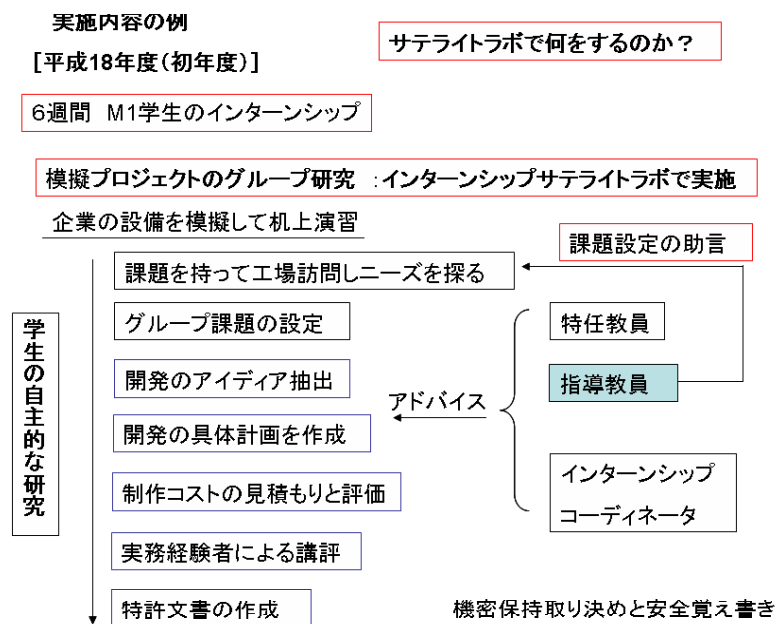 実施内容の例
[平成18年度(初年度)]
サテライトラボで何をするのか？
6週間 M1学生のインターンシップ
模擬プロジェクトのグループ研究 ：インターンシップサテライトラボで実施
企業の設備を模擬して机上演習
課題設定の助言
課題を持って工場訪問しニーズを探る
グループ課題の設定
開発のアイディア抽出
開発の具体計画を作成
制作コストの見積もりと評価
実務経験者による講評
特許文書の作成
学生の自主的な研究
アドバイス
特任教員
指導教員
インターンシップ
コーディネータ
機密保持取り決めと安全覚え書き